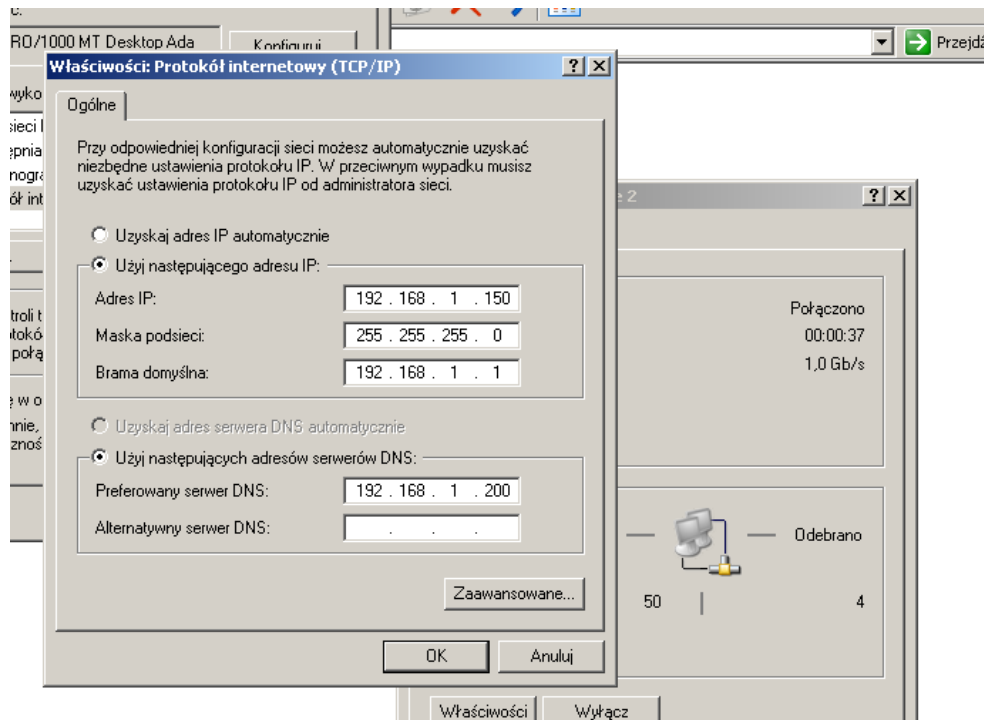 RO/1000 MT Desktop Ada
Konfiguruj
Przejdź
Właściwości: Protokół internetowy (TCP/IP)
Ogólne
Przy odpowiedniej konfiguracji sieci możesz automatycznie uzyskać
niezbędne ustawienia protokołu IP. W przeciwnym wypadku musisz
uzyskać ustawienia protokołu IP od administratora sieci.
Uzyskaj adres IP automatycznie
Użyj następującego adresu IP:
Adres IP: 192 . 168 . 1 . 150
Maska podsieci: 255 . 255 . 255 . 0
Brama domyślna: 192 . 168 . 1 . 1
Uzyskaj adres serwera DNS automatycznie
Użyj następujących adresów serwerów DNS:
Preferowany serwer DNS: 192 . 168 . 1 . 200
Alternatywny serwer DNS: . . .
Zaawansowane...
OK Anuluj
2
Połączono
00:00:37
1,0 Gb/s
Odebrano
50 4
Właściwości Wyłącz